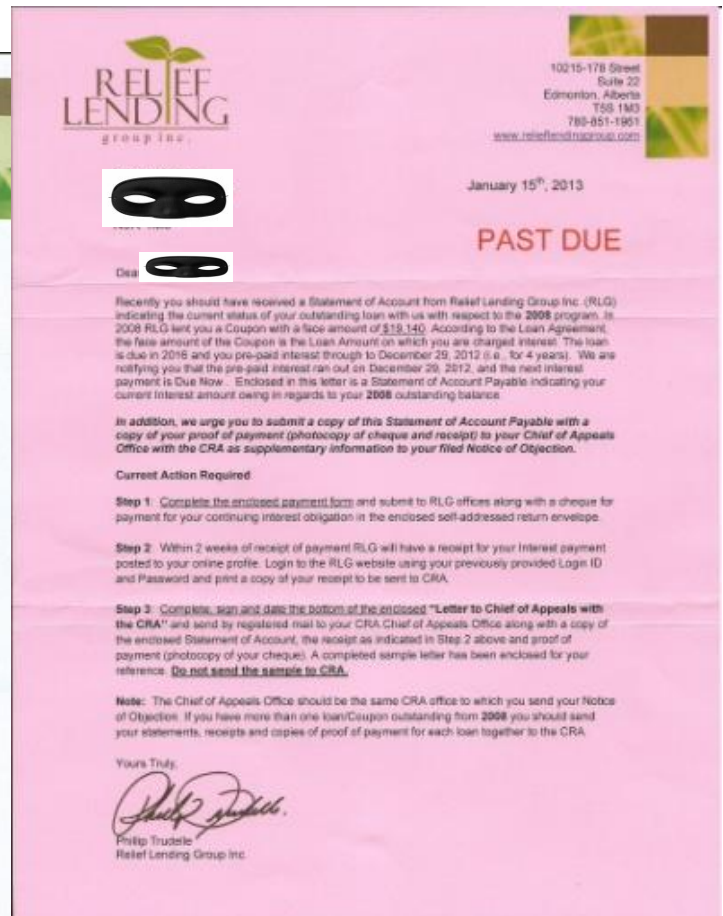 RELIEF
LENDING
group inc.
10215-178 Street
Suite 22
Edmonton, Alberta
T5S 1M3
780-851-1961
www.relieflendinggroup.com
January 15th, 2013
PAST DUE
Dear
Recently you should have received a Statement of Account from Relief Lending Group Inc. (RLG)
indicating the current status of your outstanding loan with us with respect to the 2008 program. In
2008 RLG lent you a Coupon with a face amount of $19,140. According to the Loan Agreement,
the face amount of the Coupon is the Loan Amount on which you are charged interest. The loan
is due in 2016 and you pre-paid interest through to December 29, 2012 (i.e., for 4 years). We are
notifying you that the pre-paid interest ran out on December 29, 2012, and the next interest
payment is Due Now. Enclosed in this letter is a Statement of Account Payable indicating your
current Interest amount owing in regards to your 2008 outstanding balance.
In addition, we urge you to submit a copy of this Statement of Account Payable with a
copy of your proof of payment (photocopy of cheque and receipt) to your Chief of Appeals
Office with the CRA as supplementary information to your filed Notice of Objection.
Current Action Required
Step 1: Complete the enclosed payment form and submit to RLG offices along with a cheque for
payment for your continuing interest obligation in the enclosed self-addressed return envelope.
Step 2: Within 2 weeks of receipt of payment RLG will have a receipt for your Interest payment
posted to your online profile. Login to the RLG website using your previously provided Login ID
and Password and print a copy of your receipt to be sent to CRA.
Step 3: Complete, sign and date the bottom of the enclosed "Letter to Chief of Appeals with
the CRA" and send by registered mail to your CRA Chief of Appeals Office along with a copy of
the enclosed Statement of Account, the receipt as indicated in Step 2 above and proof of
payment (photocopy of your cheque). A completed sample letter has been enclosed for your
reference. Do not send the sample to CRA.
Note: The Chief of Appeals Office should be the same CRA office to which you send your Notice
of Objection. If you have more than one loan/Coupon outstanding from 2008 you should send
your statements, receipts and copies of proof of payment for each loan together to the CRA.
Yours Truly,
Phillip Trudelle
Relief Lending Group Inc.